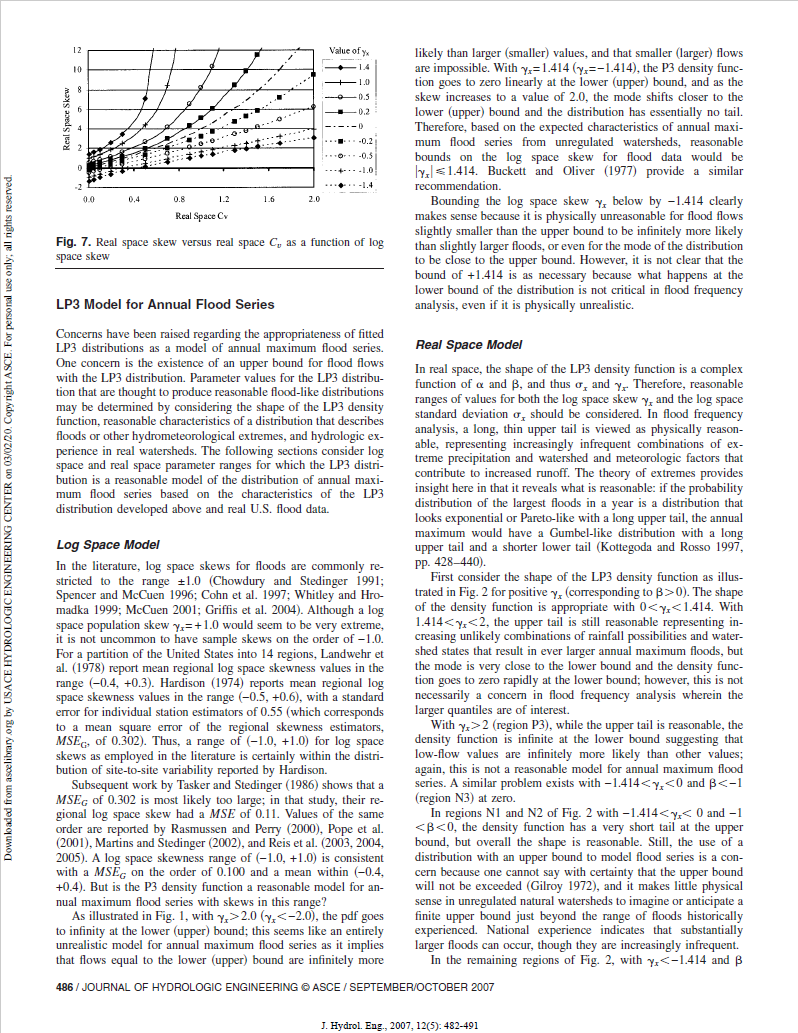 12
10
8
6
4
2
0
-2
Real Space Skew
0.0 0.4 0.8 1.2 1.6 2.0
Real Space Cv
Value of γx
1.4
1.0
0.5
0.2
0
-0.2
-0.5
-1.0
-1.4
Fig. 7. Real space skew versus real space Cv as a function of log
space skew
LP3 Model for Annual Flood Series
Concerns have been raised regarding the appropriateness of fitted
LP3 distributions as a model of annual maximum flood series.
One concern is the existence of an upper bound for flood flows
with the LP3 distribution. Parameter values for the LP3 distribu-
tion that are thought to produce reasonable flood-like distributions
may be determined by considering the shape of the LP3 density
function, reasonable characteristics of a distribution that describes
floods or other hydrometeorological extremes, and hydrologic ex-
perience in real watersheds. The following sections consider log
space and real space parameter ranges for which the LP3 distri-
bution is a reasonable model of the distribution of annual maxi-
mum flood series based on the characteristics of the LP3
distribution developed above and real U.S. flood data.
Log Space Model
In the literature, log space skews for floods are commonly re-
stricted to the range ±1.0 (Chowdury and Stedinger 1991;
Spencer and McCuen 1996; Cohn et al. 1997; Whitley and Hro-
madka 1999; McCuen 2001; Griffis et al. 2004). Although a log
space population skew γx=+1.0 would seem to be very extreme,
it is not uncommon to have sample skews on the order of −1.0.
For a partition of the United States into 14 regions, Landwehr et
al. (1978) report mean regional log space skewness values in the
range (−0.4, +0.3). Hardison (1974) reports mean regional log
space skewness values in the range (−0.5, +0.6), with a standard
error for individual station estimators of 0.55 (which corresponds
to a mean square error of the regional skewness estimators,
MSEG, of 0.302). Thus, a range of (−1.0, +1.0) for log space
skews as employed in the literature is certainly within the distri-
bution of site-to-site variability reported by Hardison.
Subsequent work by Tasker and Stedinger (1986) shows that a
MSEG of 0.302 is most likely too large; in that study, their re-
gional log space skew had a MSE of 0.11. Values of the same
order are reported by Rasmussen and Perry (2000), Pope et al.
(2001), Martins and Stedinger (2002), and Reis et al. (2003, 2004,
2005). A log space skewness range of (−1.0, +1.0) is consistent
with a MSEG on the order of 0.100 and a mean within (−0.4,
+0.4). But is the P3 density function a reasonable model for an-
nual maximum flood series with skews in this range?
As illustrated in Fig. 1, with γx>2.0 (γx<−2.0), the pdf goes
to infinity at the lower (upper) bound; this seems like an entirely
unrealistic model for annual maximum flood series as it implies
that flows equal to the lower (upper) bound are infinitely more
likely than larger (smaller) values, and that smaller (larger) flows
are impossible. With γx=1.414 (γx=−1.414), the P3 density func-
tion goes to zero linearly at the lower (upper) bound, and as the
skew increases to a value of 2.0, the mode shifts closer to the
lower (upper) bound and the distribution has essentially no tail.
Therefore, based on the expected characteristics of annual maxi-
mum flood series from unregulated watersheds, reasonable
bounds on the log space skew for flood data would be
|γx|≤1.414. Buckett and Oliver (1977) provide a similar
recommendation.
Bounding the log space skew γx below by −1.414 clearly
makes sense because it is physically unreasonable for flood flows
slightly smaller than the upper bound to be infinitely more likely
than slightly larger floods, or even for the mode of the distribution
to be close to the upper bound. However, it is not clear that the
bound of +1.414 is as necessary because what happens at the
lower bound of the distribution is not critical in flood frequency
analysis, even if it is physically unrealistic.
Real Space Model
In real space, the shape of the LP3 density function is a complex
function of α and β, and thus σx and γx. Therefore, reasonable
ranges of values for both the log space skew γx and the log space
standard deviation σx should be considered. In flood frequency
analysis, a long, thin upper tail is viewed as physically reason-
able, representing increasingly infrequent combinations of ex-
treme precipitation and watershed and meteorologic factors that
contribute to increased runoff. The theory of extremes provides
insight here in that it reveals what is reasonable: if the probability
distribution of the largest floods in a year is a distribution that
looks exponential or Pareto-like with a long upper tail, the annual
maximum would have a Gumbel-like distribution with a long
upper tail and a shorter lower tail (Kottegoda and Rosso 1997,
pp. 428–440).
First consider the shape of the LP3 density function as illus-
trated in Fig. 2 for positive γx (corresponding to β>0). The shape
of the density function is appropriate with 0<γx<1.414. With
1.414<γx<2, the upper tail is still reasonable representing in-
creasing unlikely combinations of rainfall possibilities and water-
shed states that result in ever larger annual maximum floods, but
the mode is very close to the lower bound and the density func-
tion goes to zero rapidly at the lower bound; however, this is not
necessarily a concern in flood frequency analysis wherein the
larger quantiles are of interest.
With γx>2 (region P3), while the upper tail is reasonable, the
density function is infinite at the lower bound suggesting that
low-flow values are infinitely more likely than other values;
again, this is not a reasonable model for annual maximum flood
series. A similar problem exists with −1.414<γx<0 and β<−1
(region N3) at zero.
In regions N1 and N2 of Fig. 2 with −1.414<γx< 0 and −1
<β<0, the density function has a very short tail at the upper
bound, but overall the shape is reasonable. Still, the use of a
distribution with an upper bound to model flood series is a con-
cern because one cannot say with certainty that the upper bound
will not be exceeded (Gilroy 1972), and it makes little physical
sense in unregulated natural watersheds to imagine or anticipate a
finite upper bound just beyond the range of floods historically
experienced. National experience indicates that substantially
larger floods can occur, though they are increasingly infrequent.
In the remaining regions of Fig. 2, with γx<−1.414 and β
486 / JOURNAL OF HYDROLOGIC ENGINEERING © ASCE / SEPTEMBER/OCTOBER 2007
J. Hydrol. Eng., 2007, 12(5): 482-491
Downloaded from ascelibrary.org by USACE HYDROLOGIC ENGINEERING CENTER on 03/02/20. Copyright ASCE. For personal use only; all rights reserved.